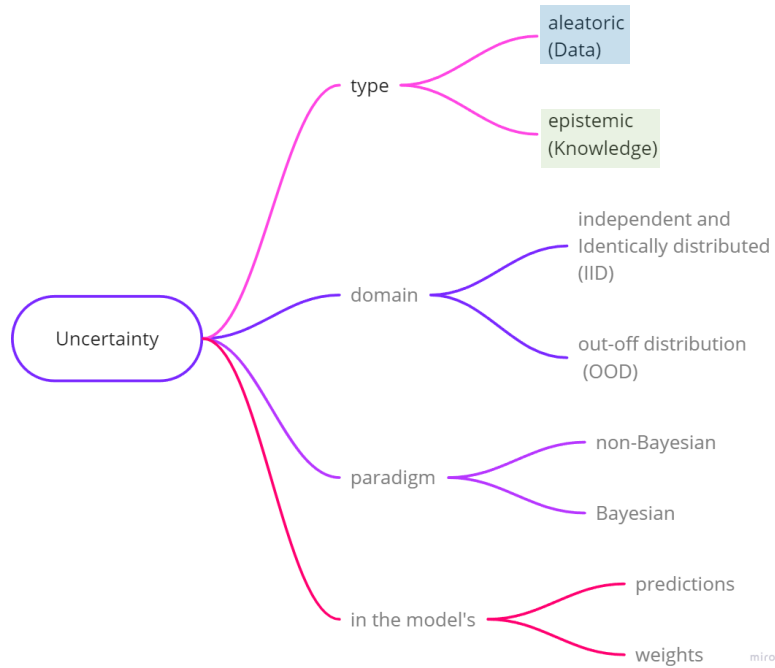 Uncertainty
type
aleatoric
(Data)
epistemic
(Knowledge)
domain
independent and
Identically distributed
(IID)
out-off distribution
(OOD)
paradigm
non-Bayesian
Bayesian
in the model's
predictions
weights
miro